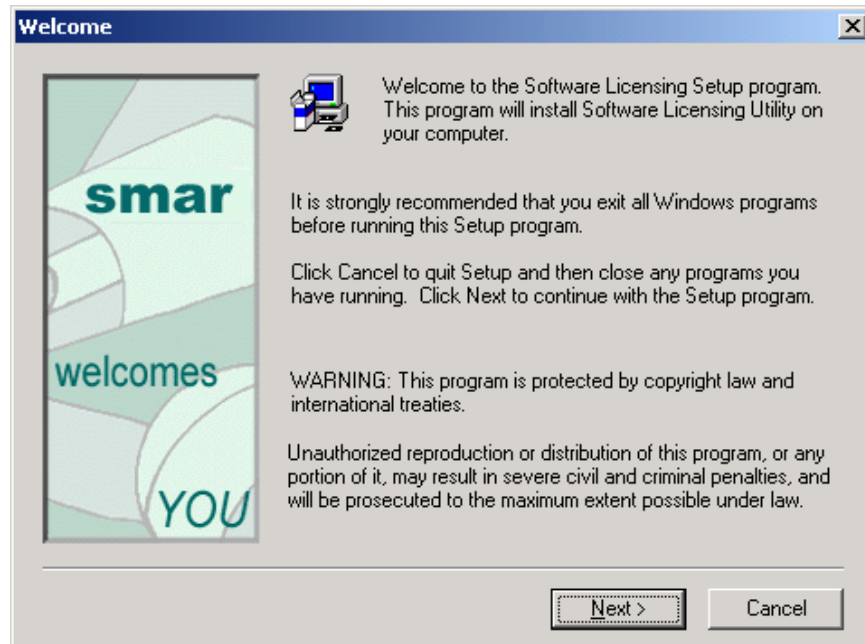 Welcome
Welcome to the Software Licensing Setup program.
This program will install Software Licensing Utility on
your computer.
smar
It is strongly recommended that you exit all Windows programs
before running this Setup program.
Click Cancel to quit Setup and then close any programs you
have running.  Click Next to continue with the Setup program.
welcomes
WARNING: This program is protected by copyright law and
international treaties.
Unauthorized reproduction or distribution of this program, or any
portion of it, may result in severe civil and criminal penalties, and
will be prosecuted to the maximum extent possible under law.
YOU
Next >
Cancel